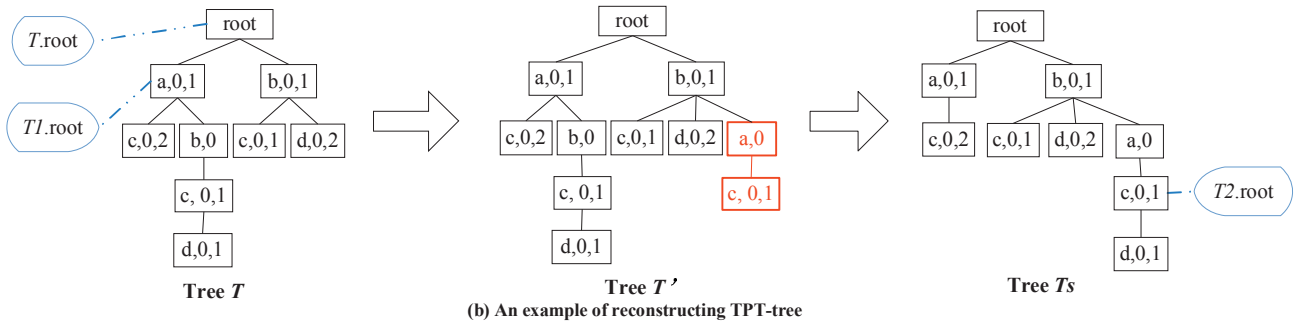 T.root
root
root
root
T1.root
a,0,1
b,0,1
a,0,1
b,0,1
a,0,1
b,0,1
c,0,2
b,0
c,0,1
d,0,2
c,0,2
b,0
c,0,1
d,0,2
a,0
c,0,2
c,0,1
d,0,2
a,0
c, 0,1
c, 0,1
c, 0,1
c,0,1
T2.root
d,0,1
d,0,1
d,0,1
Tree T
Tree T’
Tree Ts
(b) An example of reconstructing TPT-tree